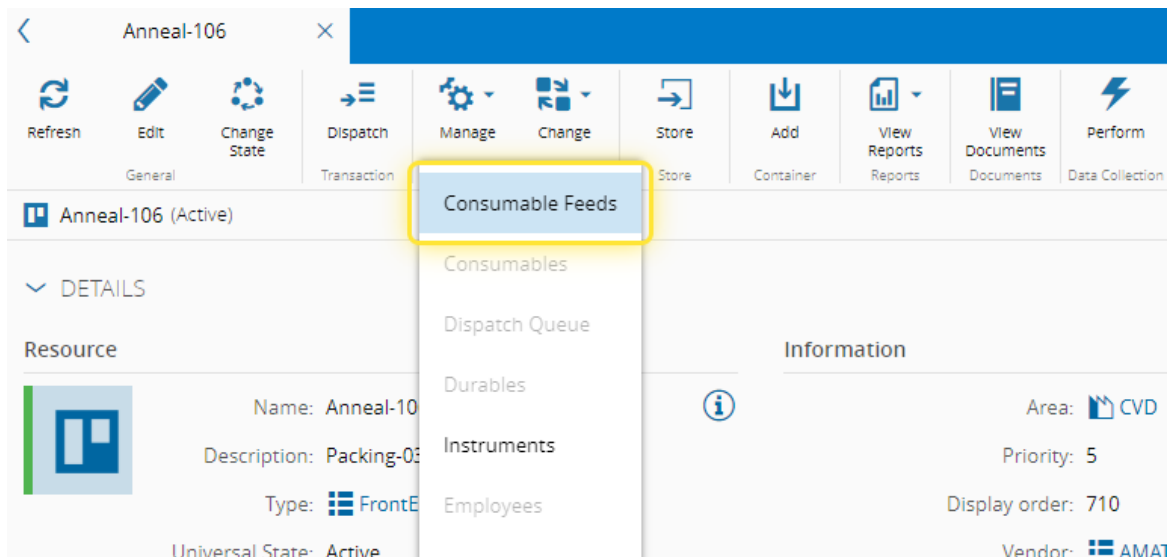 Anneal-106
Refresh
Edit
Change State
Dispatch
Manage
Change
Store
Add
View Reports
View Documents
Perform
General
Transaction
Store
Container
Reports
Documents
Data Collection
Anneal-106 (Active)
Consumable Feeds
Consumables
Dispatch Queue
Durables
Instruments
Employees
DETAILS
Resource
Information
Name: Anneal-10
Description: Packing-03
Type: FrontE
Universal State: Active
Area: CVD
Priority: 5
Display order: 710
Vendor: AMAT